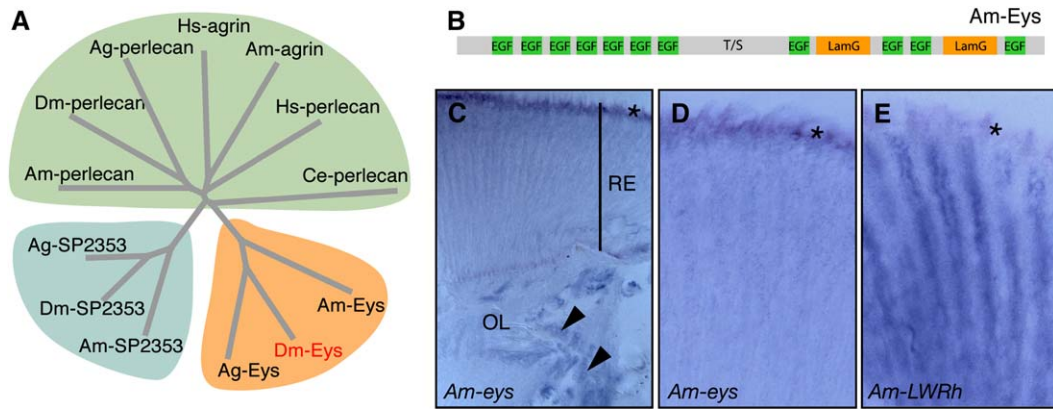 A
Hs-agrin
Ag-perlecan
Am-agrin
Dm-perlecan
Hs-perlecan
Am-perlecan
Ce-perlecan
Ag-SP2353
Dm-SP2353
Am-SP2353
Am-Eys
Dm-Eys
Ag-Eys
B
Am-Eys
EGF EGF EGF EGF EGF EGF EGF T/S EGF LamG EGF EGF LamG EGF
C
*
RE
OL
Am-eys
D
*
Am-eys
E
*
Am-LWRh